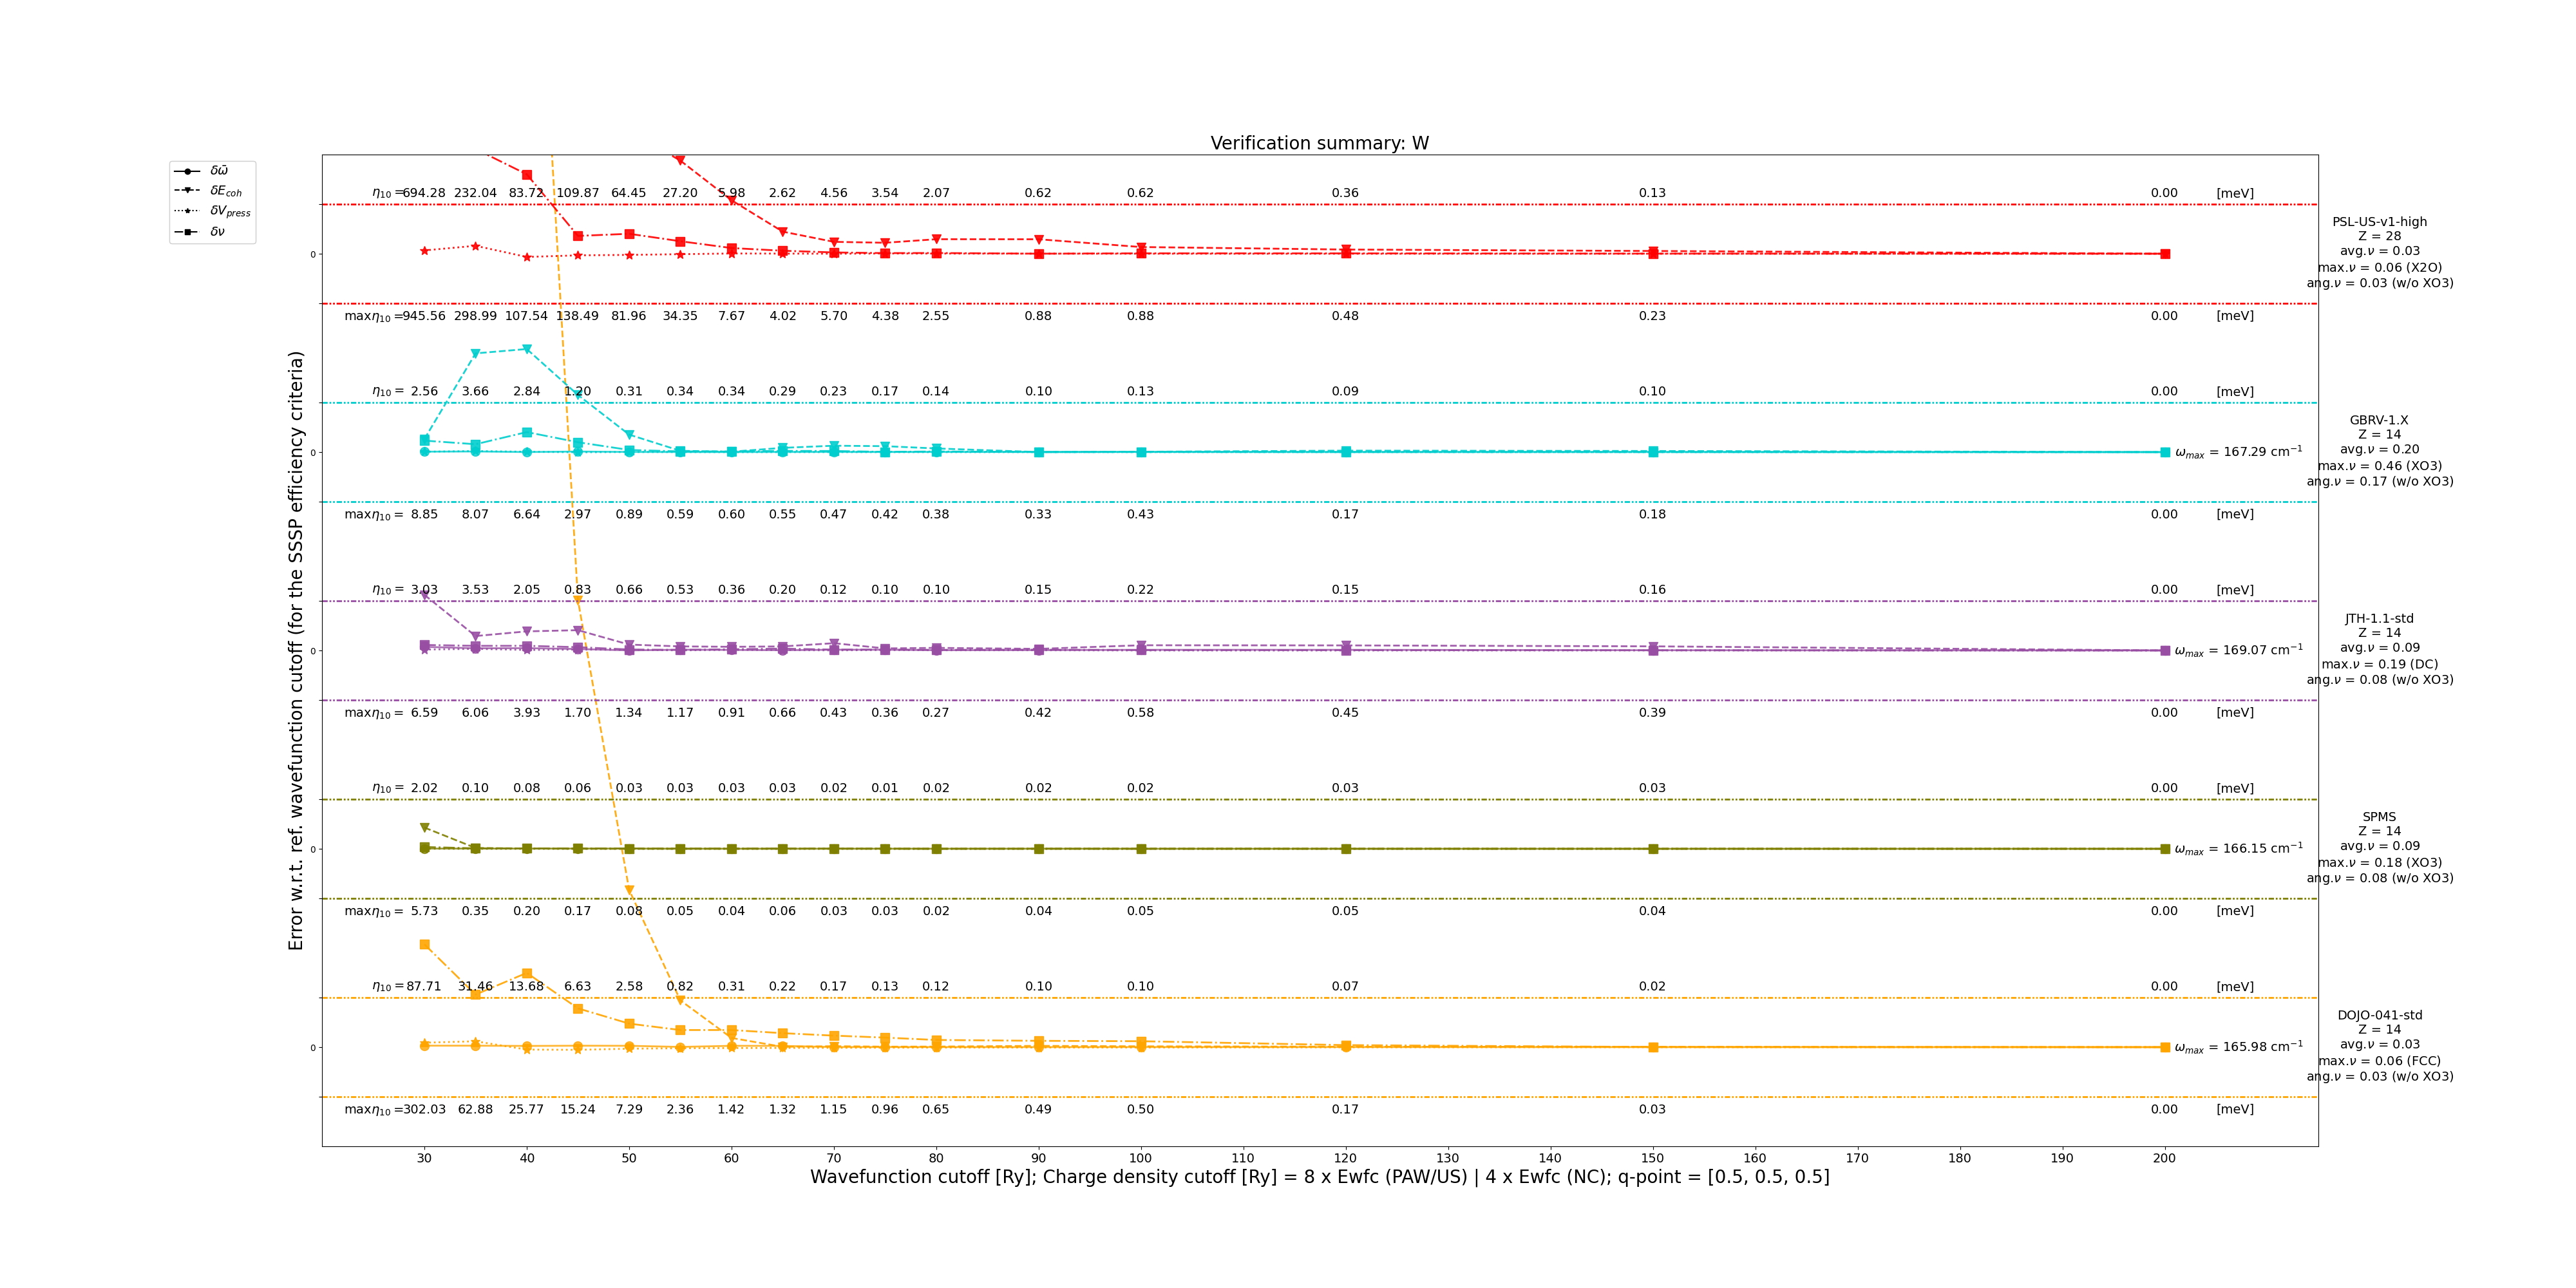 Verification summary: W
δω̄
δE_coh
δV_press
δν
Error w.r.t. ref. wavefunction cutoff (for the SSSP efficiency criteria)
η₁₀ = 694.28 232.04 83.72 109.87 64.45 27.20 5.98 2.62 4.56 3.54 2.07 0.62 0.62 0.36 0.13 0.00 [meV]
0
maxη₁₀ = 945.56 298.99 107.54 138.49 81.96 34.35 7.67 4.02 5.70 4.38 2.55 0.88 0.88 0.48 0.23 0.00 [meV]
PSL-US-v1-high
Z = 28
avg.ν = 0.03
max.ν = 0.06 (X2O)
ang.ν = 0.03 (w/o XO3)
η₁₀ = 2.56 3.66 2.84 1.20 0.31 0.34 0.34 0.29 0.23 0.17 0.14 0.10 0.13 0.09 0.10 0.00 [meV]
0 ω_max = 167.29 cm⁻¹
maxη₁₀ = 8.85 8.07 6.64 2.97 0.89 0.59 0.60 0.55 0.47 0.42 0.38 0.33 0.43 0.17 0.18 0.00 [meV]
GBRV-1.X
Z = 14
avg.ν = 0.20
max.ν = 0.46 (XO3)
ang.ν = 0.17 (w/o XO3)
η₁₀ = 3.03 3.53 2.05 0.83 0.66 0.53 0.36 0.20 0.12 0.10 0.10 0.15 0.22 0.15 0.16 0.00 [meV]
0 ω_max = 169.07 cm⁻¹
maxη₁₀ = 6.59 6.06 3.93 1.70 1.34 1.17 0.91 0.66 0.43 0.36 0.27 0.42 0.58 0.45 0.39 0.00 [meV]
JTH-1.1-std
Z = 14
avg.ν = 0.09
max.ν = 0.19 (DC)
ang.ν = 0.08 (w/o XO3)
η₁₀ = 2.02 0.10 0.08 0.06 0.03 0.03 0.03 0.03 0.02 0.01 0.02 0.02 0.02 0.03 0.03 0.00 [meV]
0 ω_max = 166.15 cm⁻¹
maxη₁₀ = 5.73 0.35 0.20 0.17 0.08 0.05 0.04 0.06 0.03 0.03 0.02 0.04 0.05 0.05 0.04 0.00 [meV]
SPMS
Z = 14
avg.ν = 0.09
max.ν = 0.18 (XO3)
ang.ν = 0.08 (w/o XO3)
η₁₀ = 87.71 31.46 13.68 6.63 2.58 0.82 0.31 0.22 0.17 0.13 0.12 0.10 0.10 0.07 0.02 0.00 [meV]
0 ω_max = 165.98 cm⁻¹
maxη₁₀ = 302.03 62.88 25.77 15.24 7.29 2.36 1.42 1.32 1.15 0.96 0.65 0.49 0.50 0.17 0.03 0.00 [meV]
DOJO-041-std
Z = 14
avg.ν = 0.03
max.ν = 0.06 (FCC)
ang.ν = 0.03 (w/o XO3)
30 40 50 60 70 80 90 100 110 120 130 140 150 160 170 180 190 200
Wavefunction cutoff [Ry]; Charge density cutoff [Ry] = 8 x Ewfc (PAW/US) | 4 x Ewfc (NC); q-point = [0.5, 0.5, 0.5]